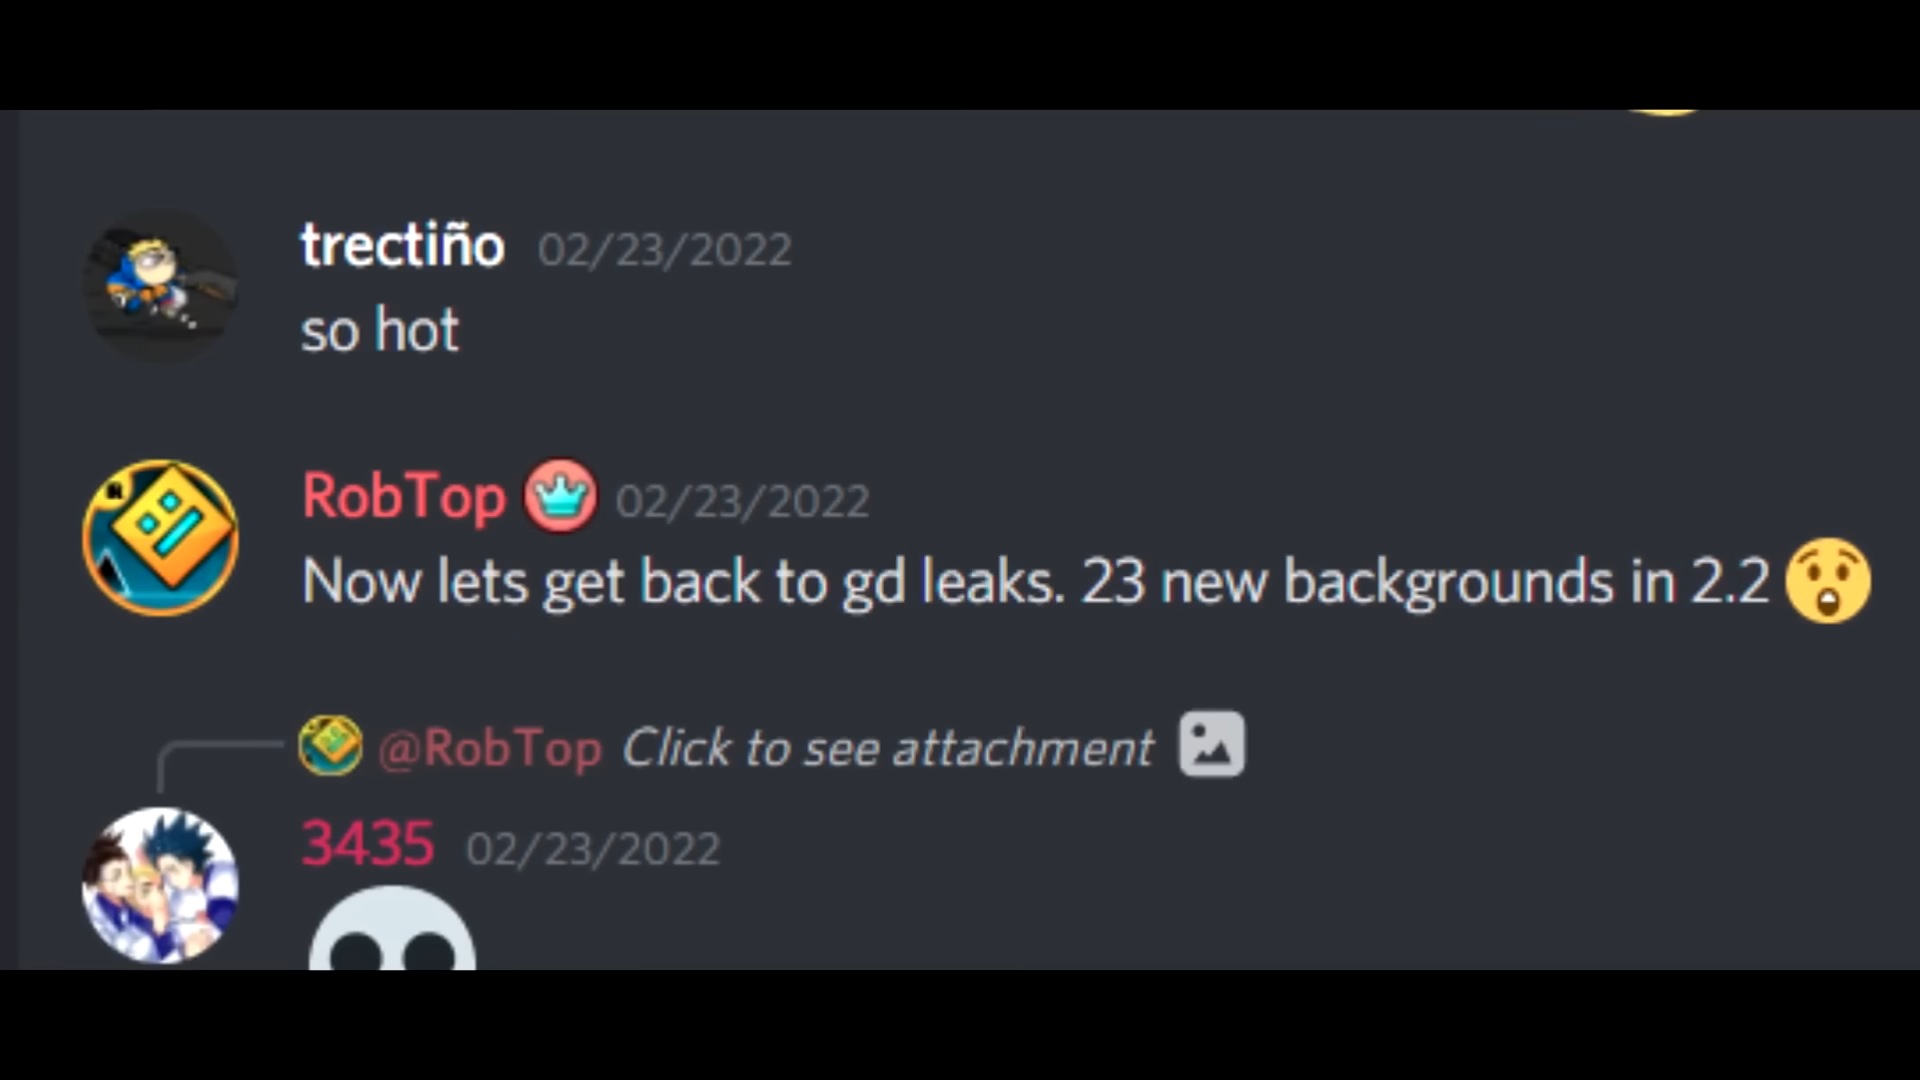 trectiño 02/23/2022
so hot
RobTop 02/23/2022
Now lets get back to gd leaks. 23 new backgrounds in 2.2 😲
@RobTop Click to see attachment
3435 02/23/2022